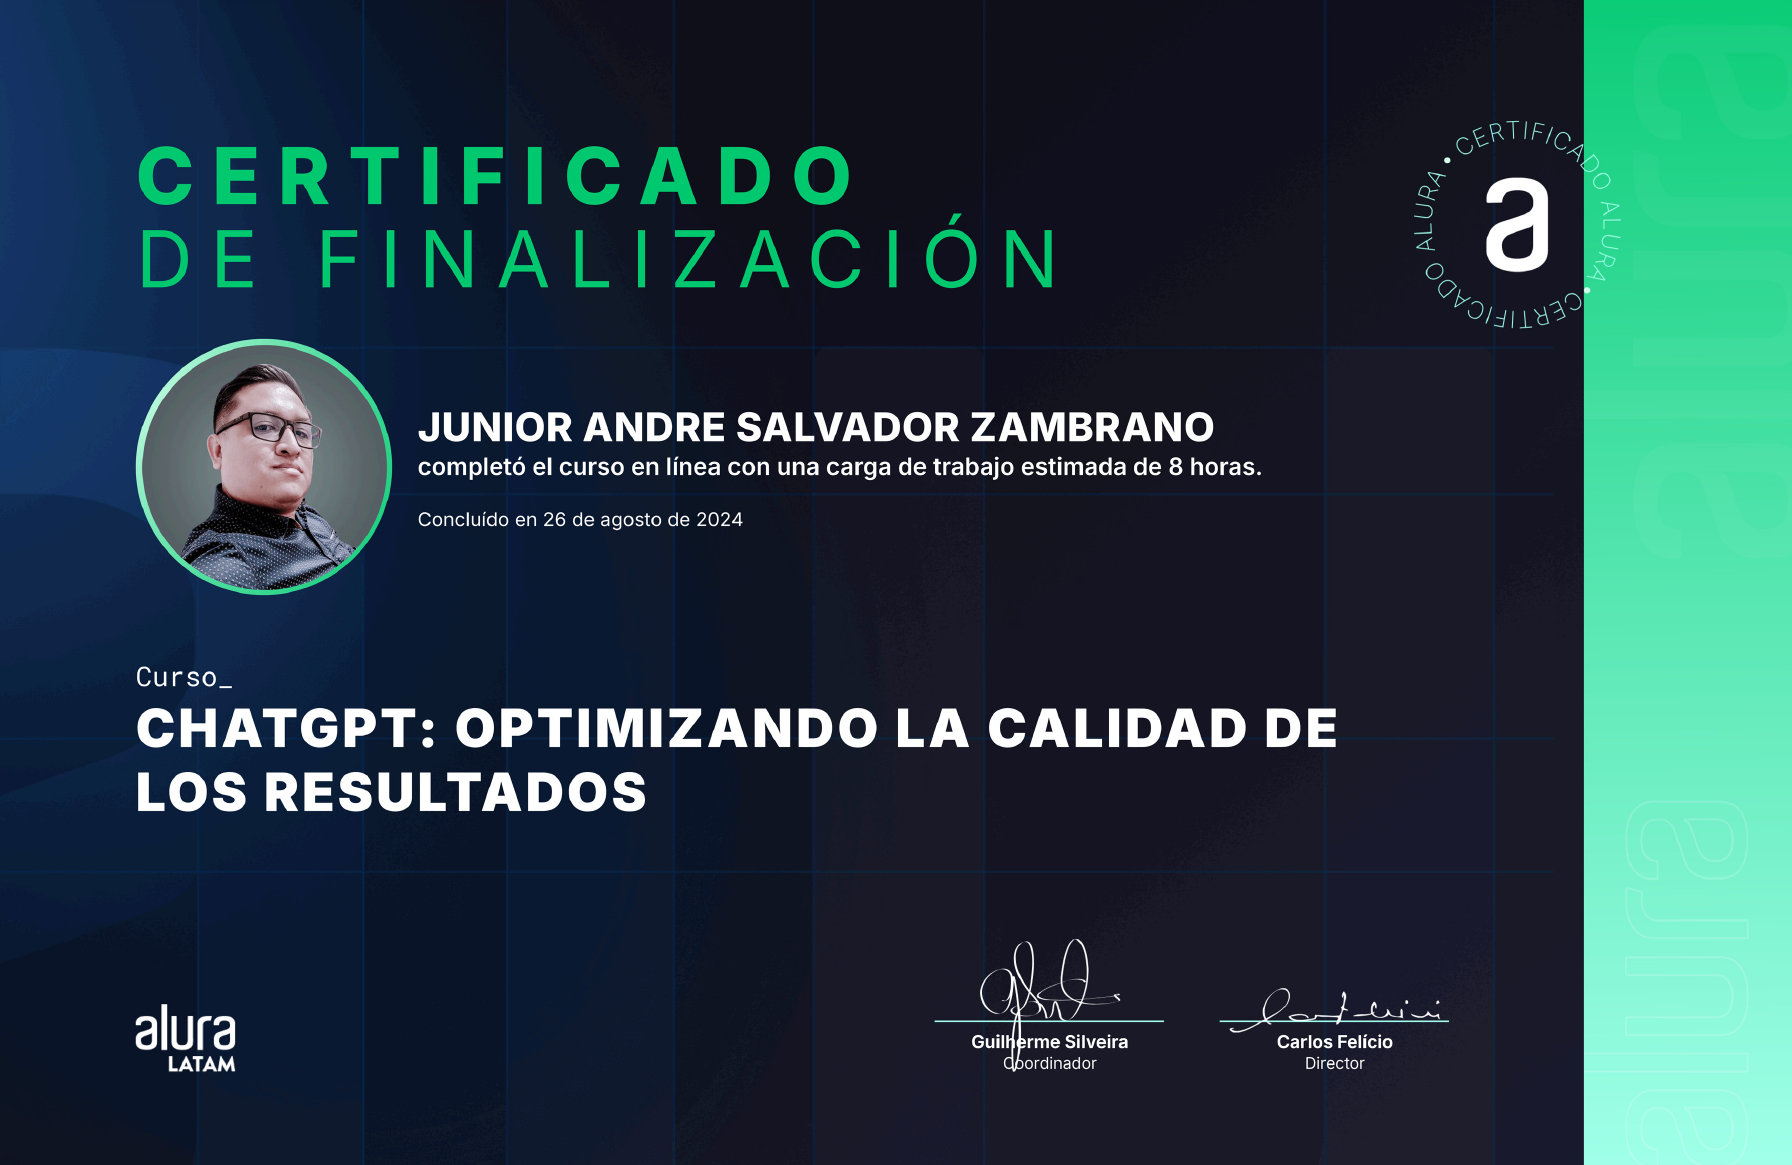 CERTIFICADO
DE FINALIZACIÓN
• CERTIFICADO ALURA • CERTIFICADO ALURA
a
JUNIOR ANDRE SALVADOR ZAMBRANO
completó el curso en línea con una carga de trabajo estimada de 8 horas.
Concluído en 26 de agosto de 2024
Curso_
CHATGPT: OPTIMIZANDO LA CALIDAD DE
LOS RESULTADOS
alura
LATAM
Guilherme Silveira
Coordinador
Carlos Felício
Director
alura
alura